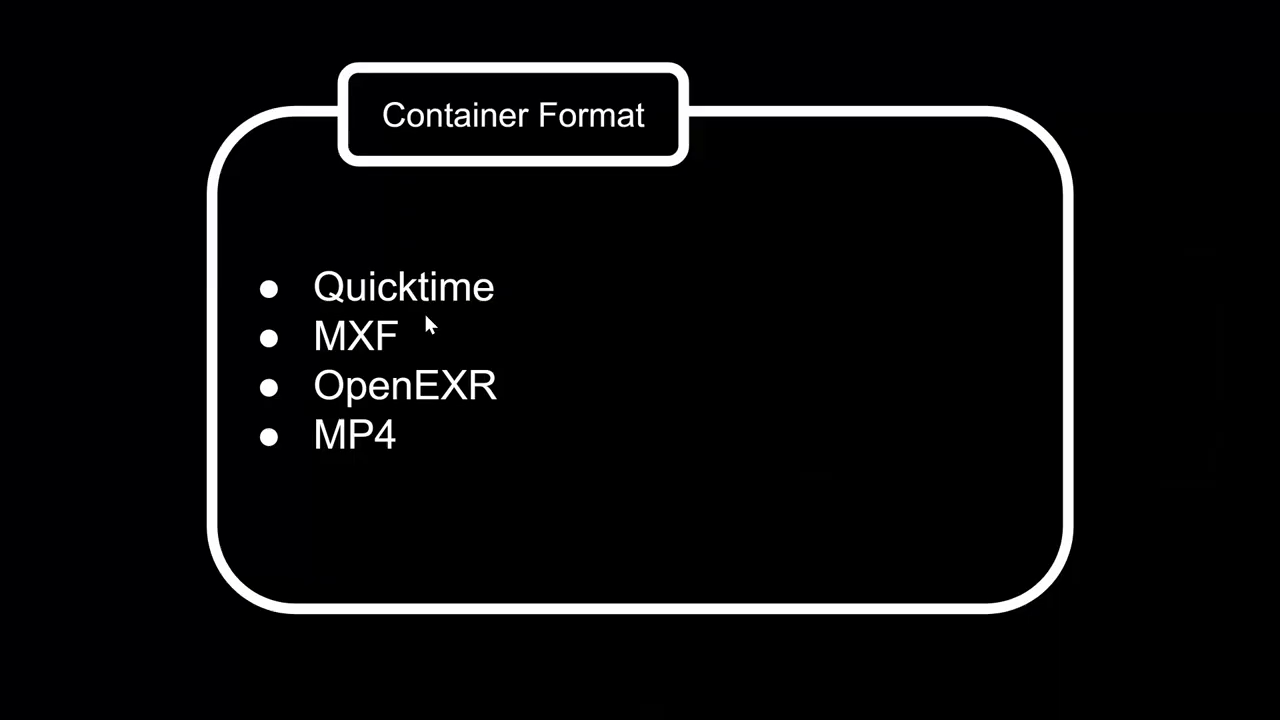 Container Format
● Quicktime
● MXF
● OpenEXR
● MP4